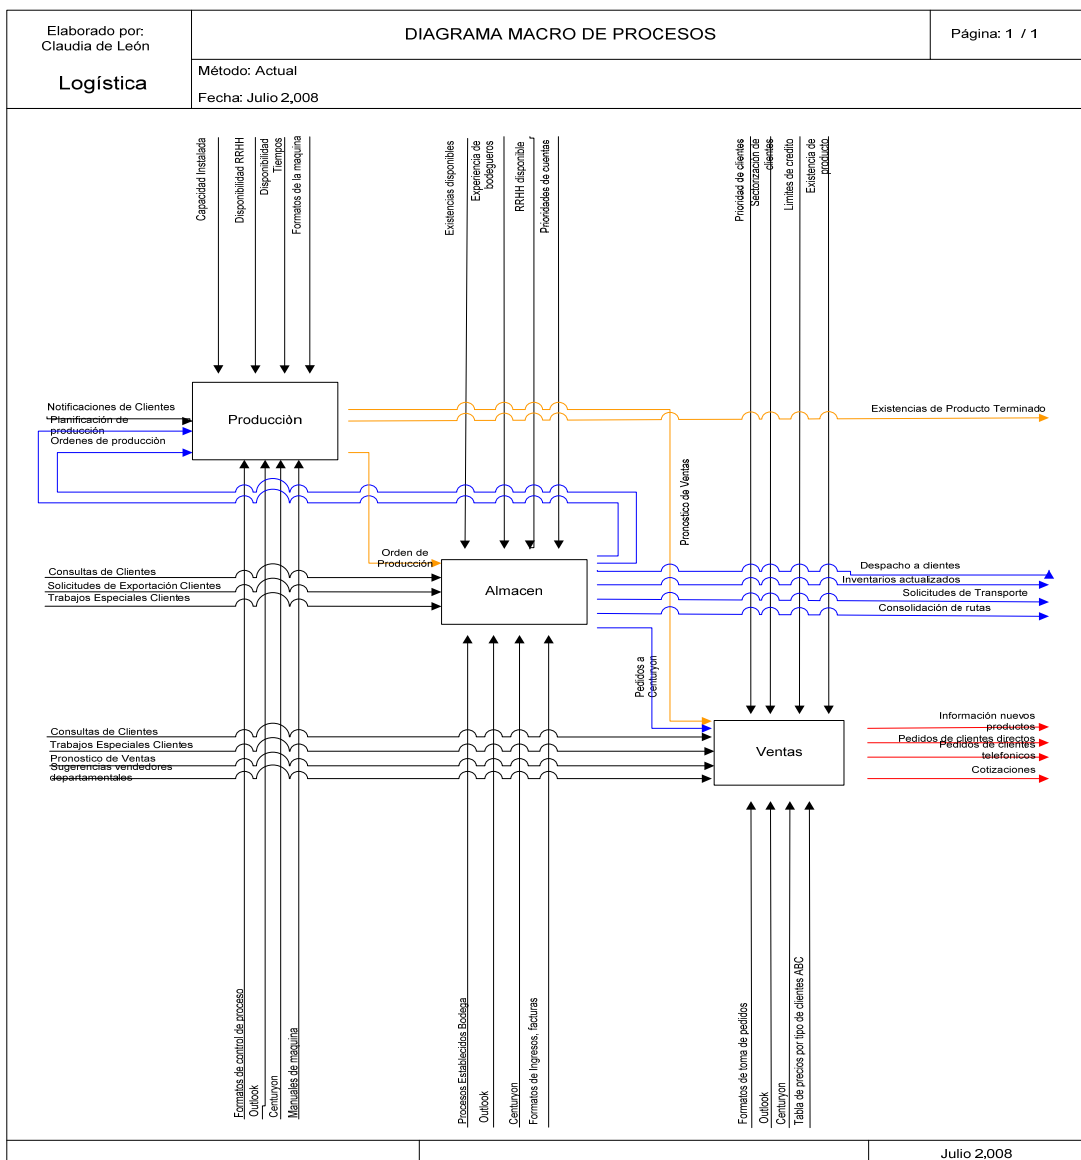 Elaborado por:
Claudia de León
Logística
DIAGRAMA MACRO DE PROCESOS
Página: 1 / 1
Método: Actual
Fecha: Julio 2,008
Capacidad Instalada
Disponibilidad RRHH
Disponibilidad
Tiempos
Formatos de la maquina
Existencias disponibles
Experiencia de
bodegueros
RRHH disponible
Prioridades de cuentas
Prioridad de clientes
Sectorización de
clientes
Limites de credito
Existencia de
producto
Notificaciones de Clientes
Planificación de
producción
Ordenes de producción
Producciòn
Existencias de Producto Terminado
Pronostico de Ventas
Orden de
Producción
Consultas de Clientes
Solicitudes de Exportación Clientes
Trabajos Especiales Clientes
Almacen
Despacho a clientes
Inventarios actualizados
Solicitudes de Transporte
Consolidación de rutas
Pedidos a
Centuryon
Consultas de Clientes
Trabajos Especiales Clientes
Pronostico de Ventas
Sugerencias vendedores
departamentales
Ventas
Información nuevos
productos
Pedidos de clientes directos
Pedidos de clientes
telefonicos
Cotizaciones
Formatos de control de proceso
Outlook
Centuryon
Manuales de maquina
Procesos Establecidos Bodega
Outlook
Centuryon
Formatos de Ingresos, facturas
Formatos de toma de pedidos
Outlook
Centuryon
Tabla de precios por tipo de clientes ABC
Julio 2,008